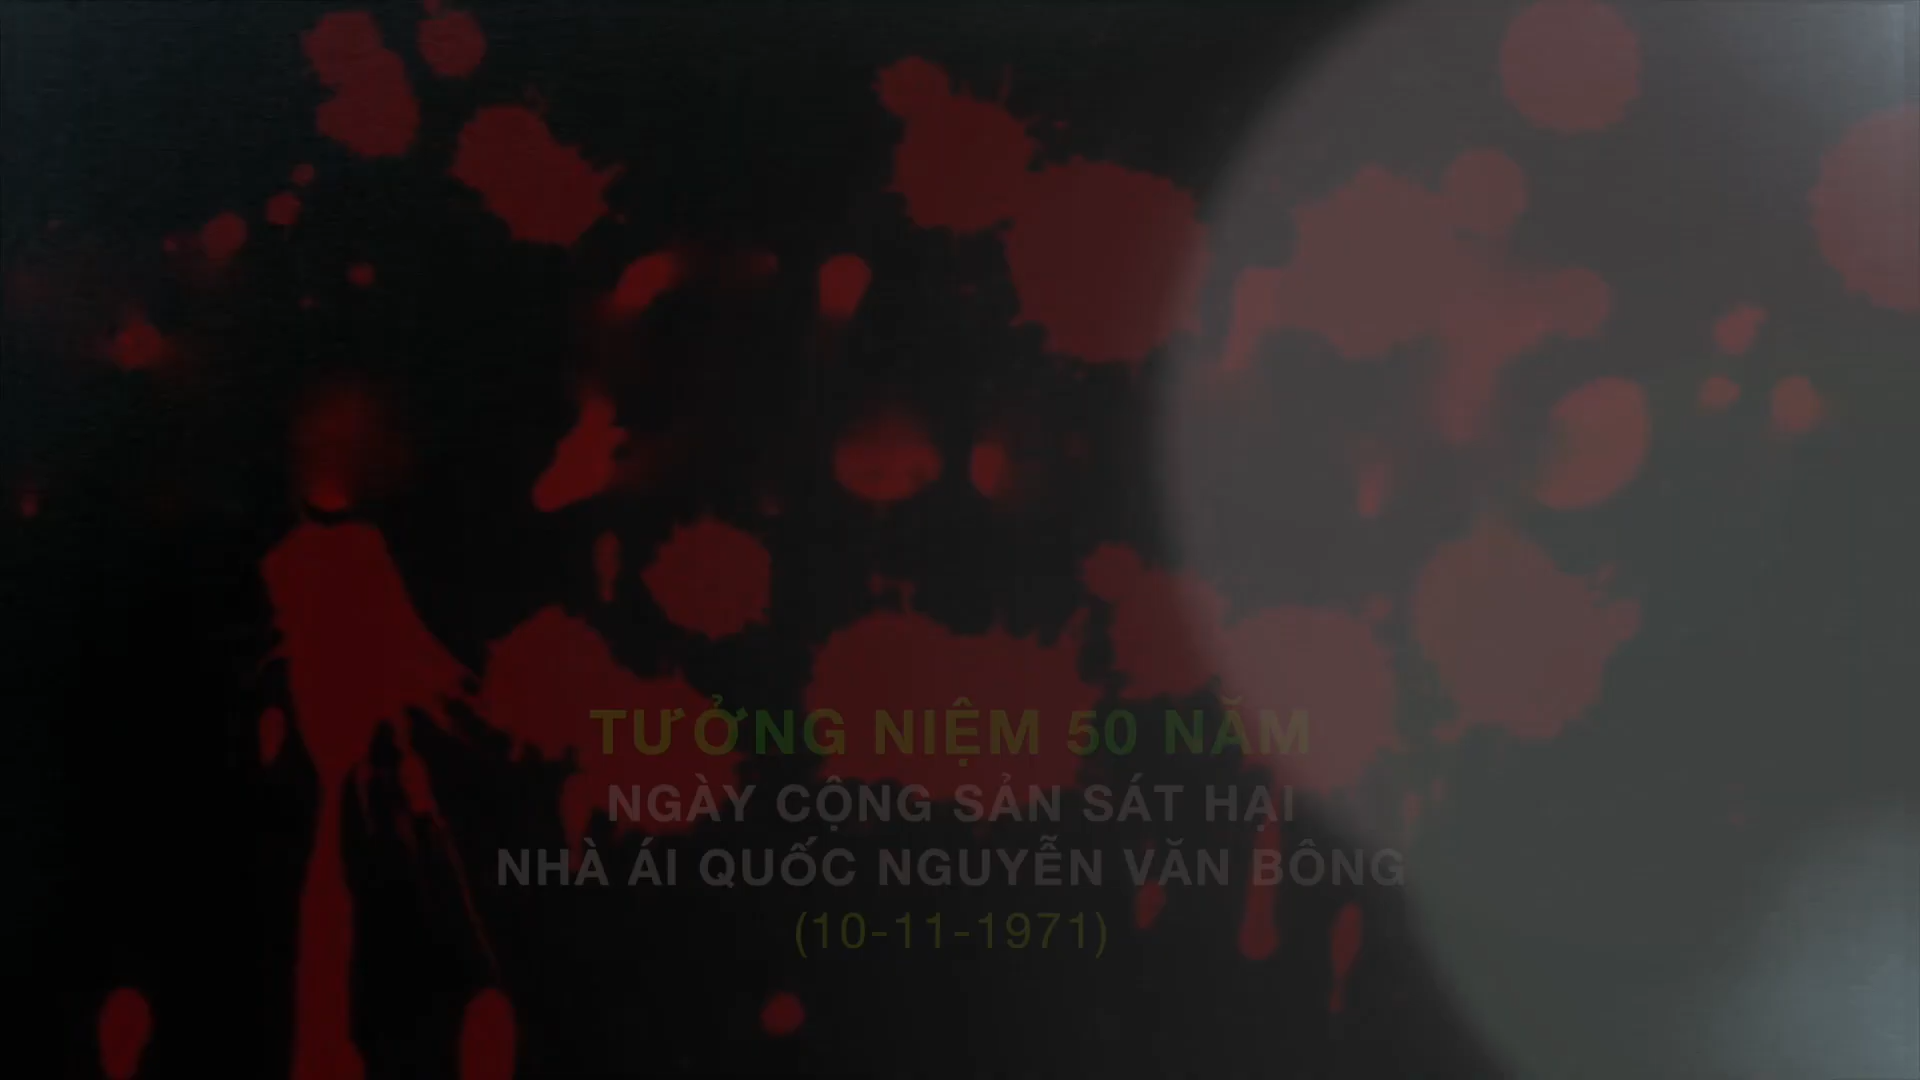 TƯỞNG NIỆM 50 NĂM
NGÀY CỘNG SẢN SÁT HẠI
NHÀ ÁI QUỐC NGUYỄN VĂN BÔNG
(10-11-1971)